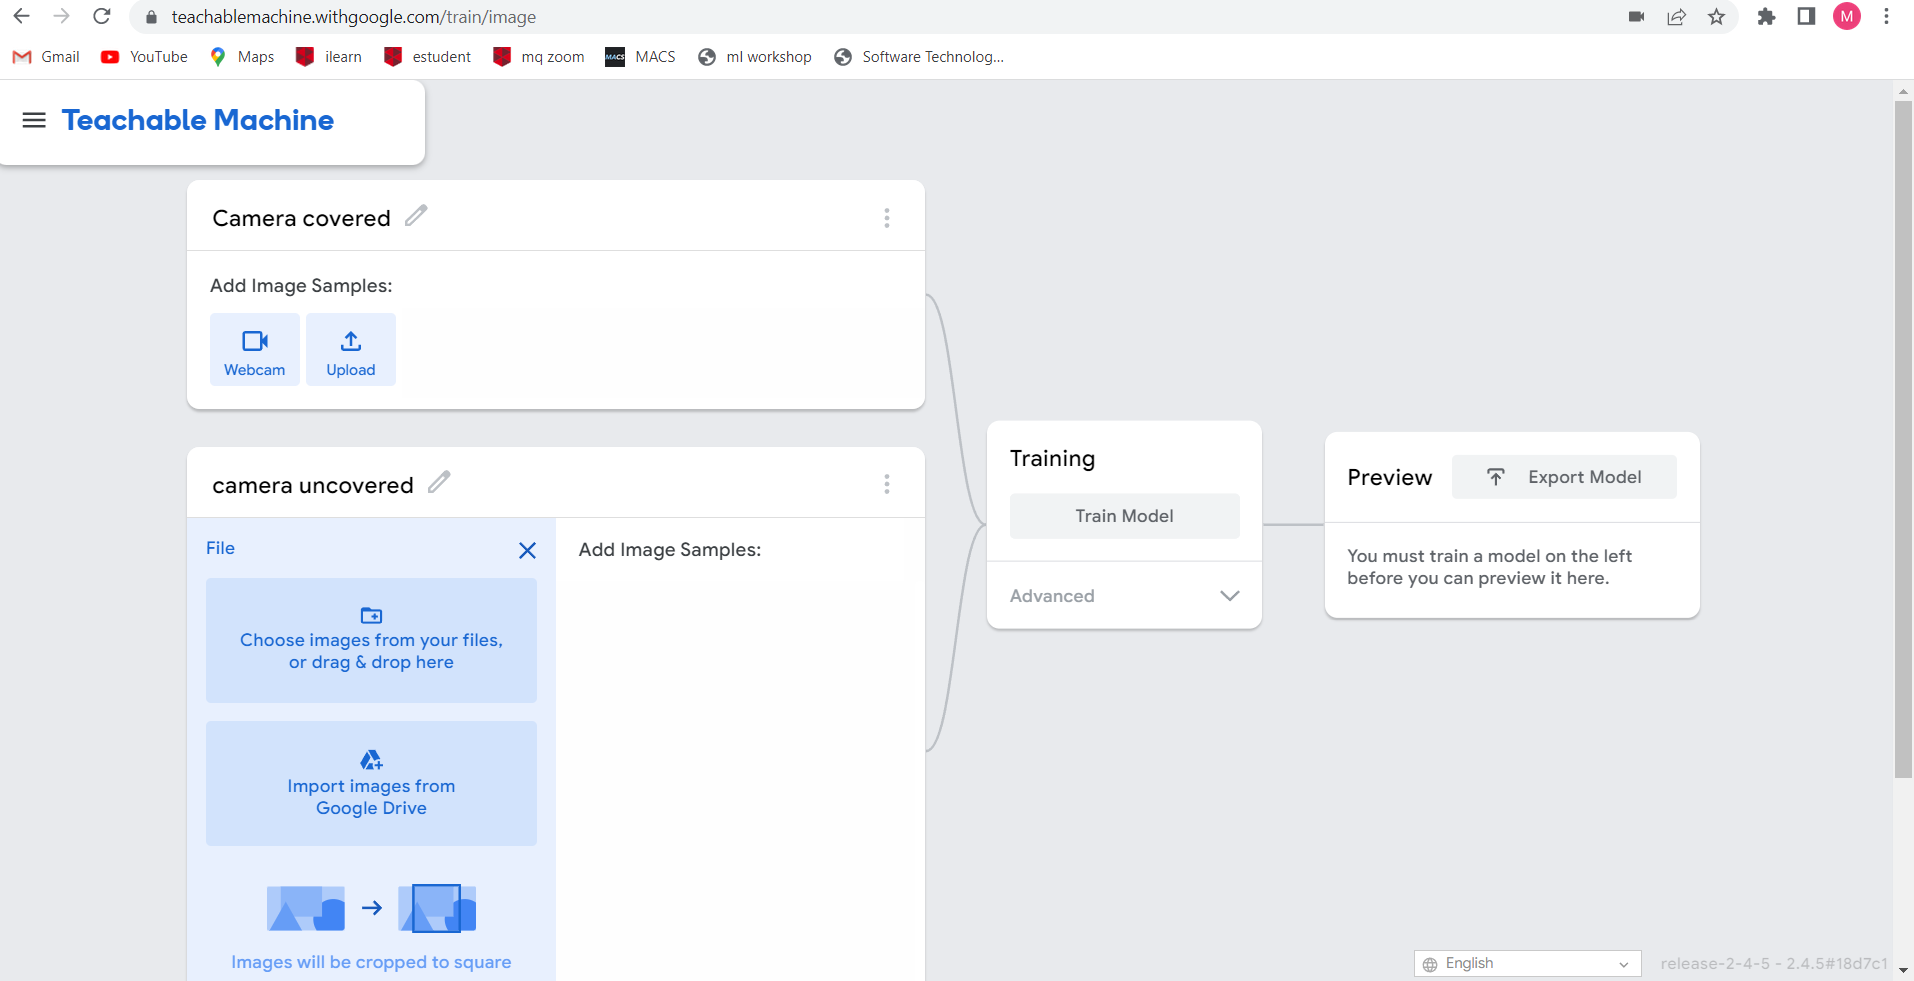 teachablemachine.withgoogle.com/train/image
M
Gmail YouTube Maps ilearn estudent mq zoom MACS MACS ml workshop Software Technolog...
Teachable Machine
Camera covered
Add Image Samples:
Webcam Upload
camera uncovered
File
Choose images from your files,
or drag & drop here
Import images from
Google Drive
Images will be cropped to square
Add Image Samples:
Training
Train Model
Advanced
Preview
Export Model
You must train a model on the left
before you can preview it here.
English
release-2-4-5 - 2.4.5#18d7c1